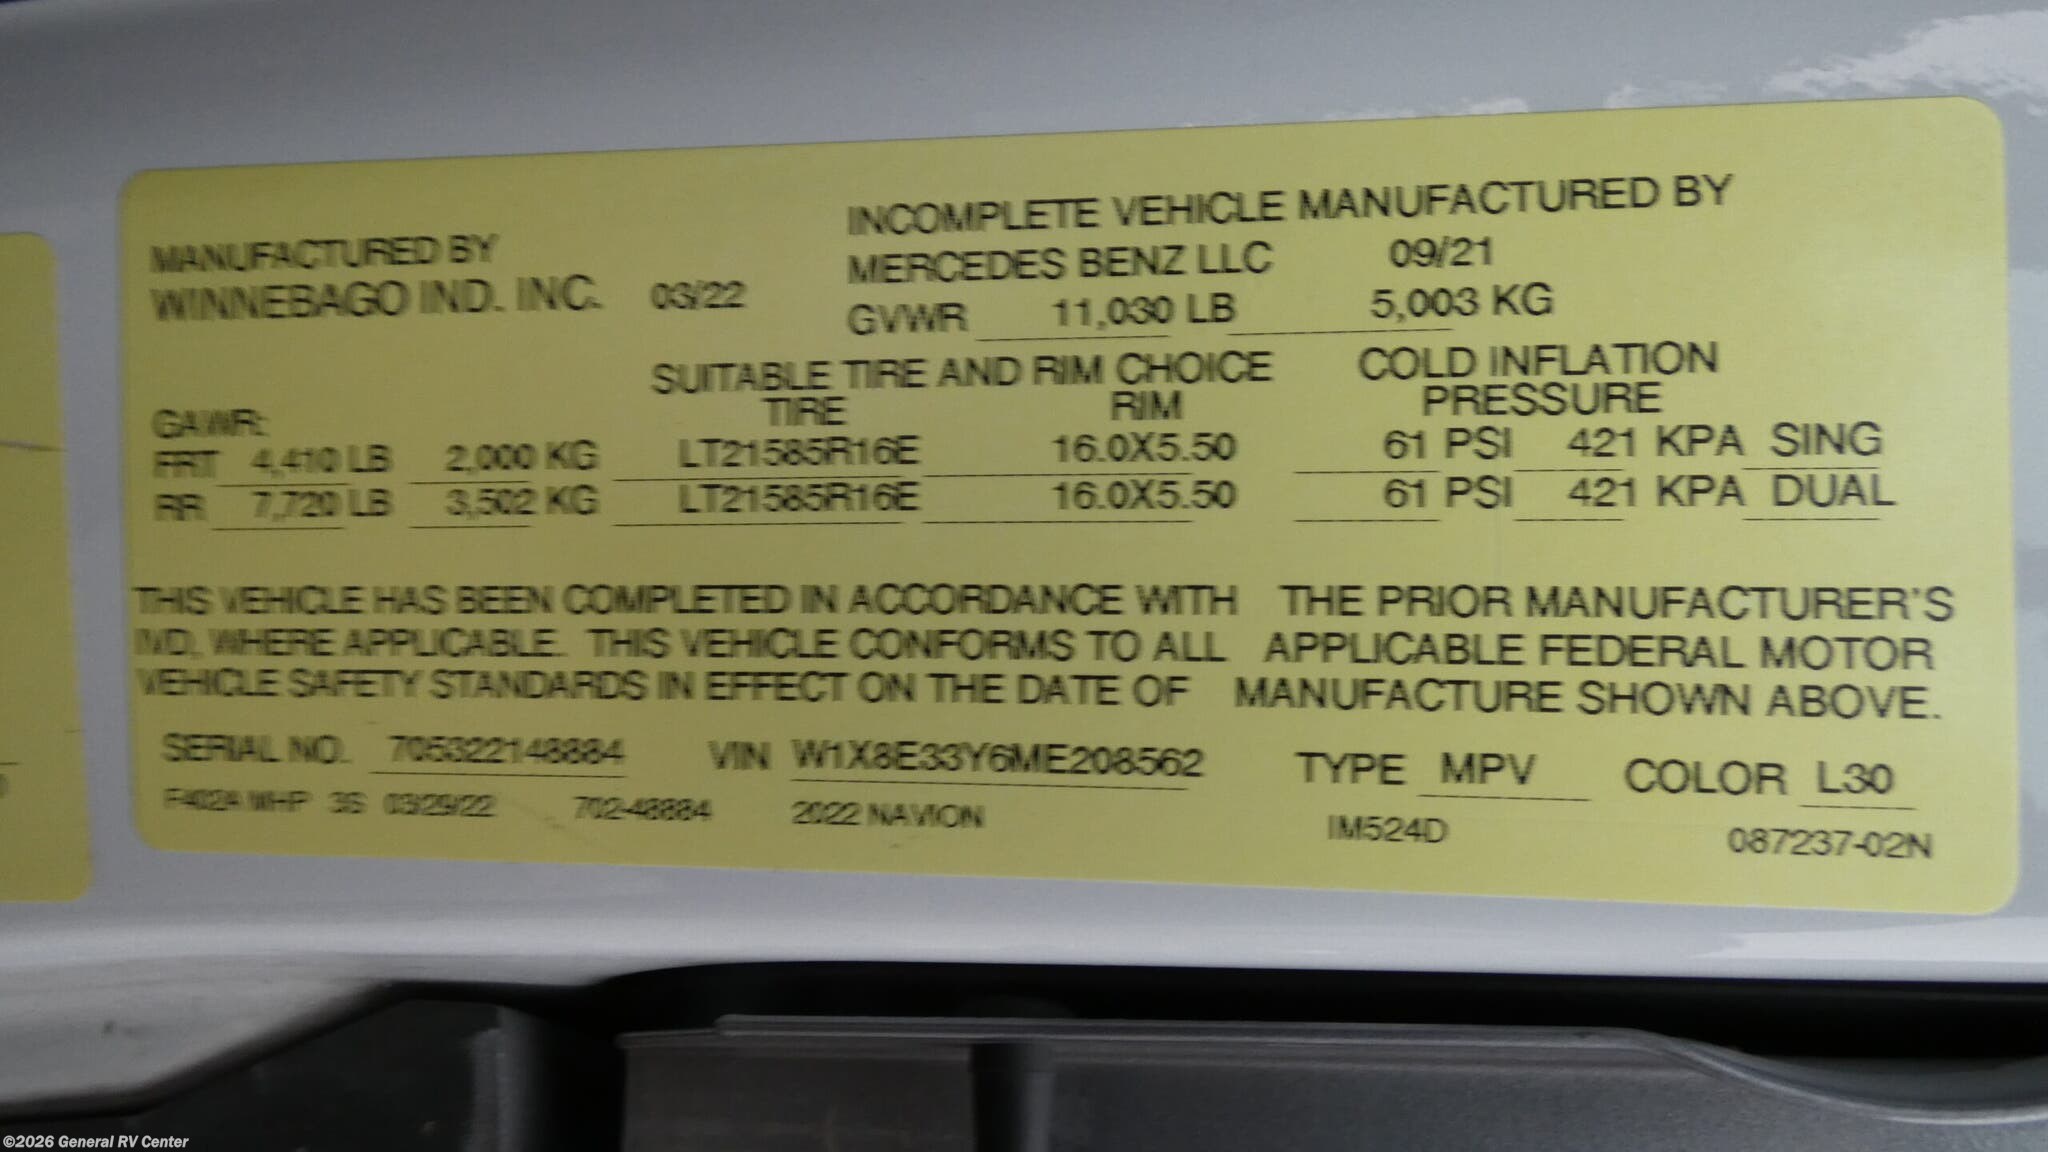 MANUFACTURED BY
WINNEBAGO IND. INC. 03/22
INCOMPLETE VEHICLE MANUFACTURED BY
MERCEDES BENZ LLC 09/21
GVWR 11,030 LB 5,003 KG
SUITABLE TIRE AND RIM CHOICE
TIRE RIM
COLD INFLATION
PRESSURE
GAWR:
FRT 4,410 LB 2,000 KG LT21585R16E 16.0X5.50 61 PSI 421 KPA SING
RR 7,720 LB 3,502 KG LT21585R16E 16.0X5.50 61 PSI 421 KPA DUAL
THIS VEHICLE HAS BEEN COMPLETED IN ACCORDANCE WITH THE PRIOR MANUFACTURER'S
IVD, WHERE APPLICABLE. THIS VEHICLE CONFORMS TO ALL APPLICABLE FEDERAL MOTOR
VEHICLE SAFETY STANDARDS IN EFFECT ON THE DATE OF MANUFACTURE SHOWN ABOVE.
SERIAL NO. 705322148884 VIN W1X8E33Y6ME208562 TYPE MPV COLOR L30
F402A WHP 3S 03/29/22 702-48884 2022 NAVION IM524D 087237-02N
©2026 General RV Center